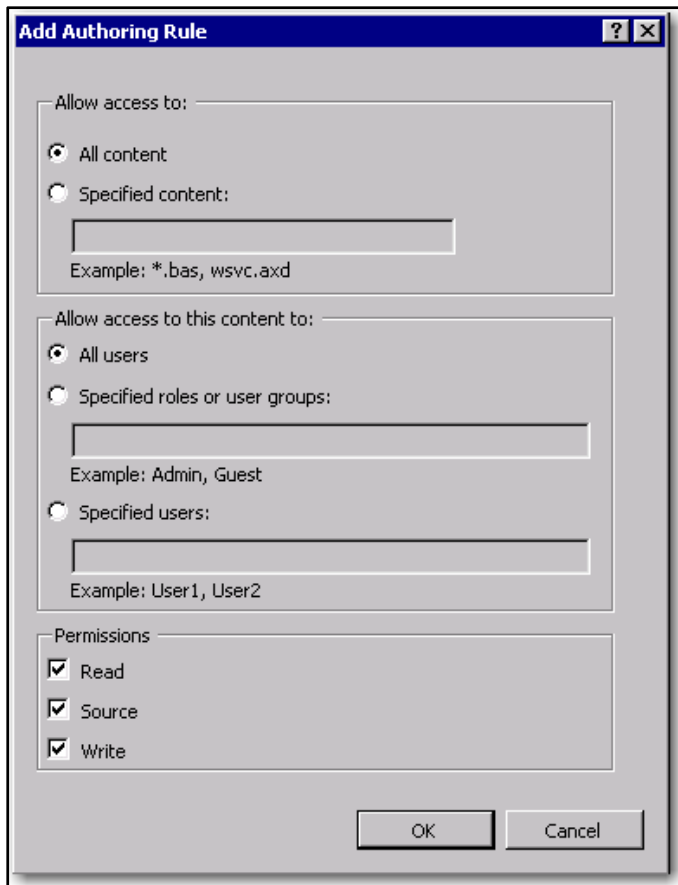 Add Authoring Rule
Allow access to:
All content
Specified content:
Example: *.bas, wsvc.axd
Allow access to this content to:
All users
Specified roles or user groups:
Example: Admin, Guest
Specified users:
Example: User1, User2
Permissions
Read
Source
Write
OK Cancel